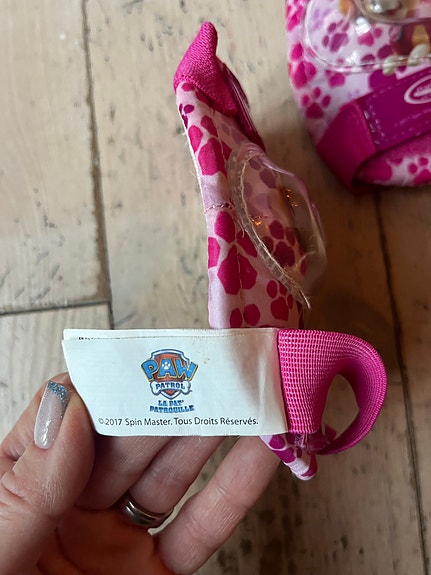 PAW
PATROL
LA PAT'
PATROUILLE
©2017 Spin Master. Tous Droits Réservés.